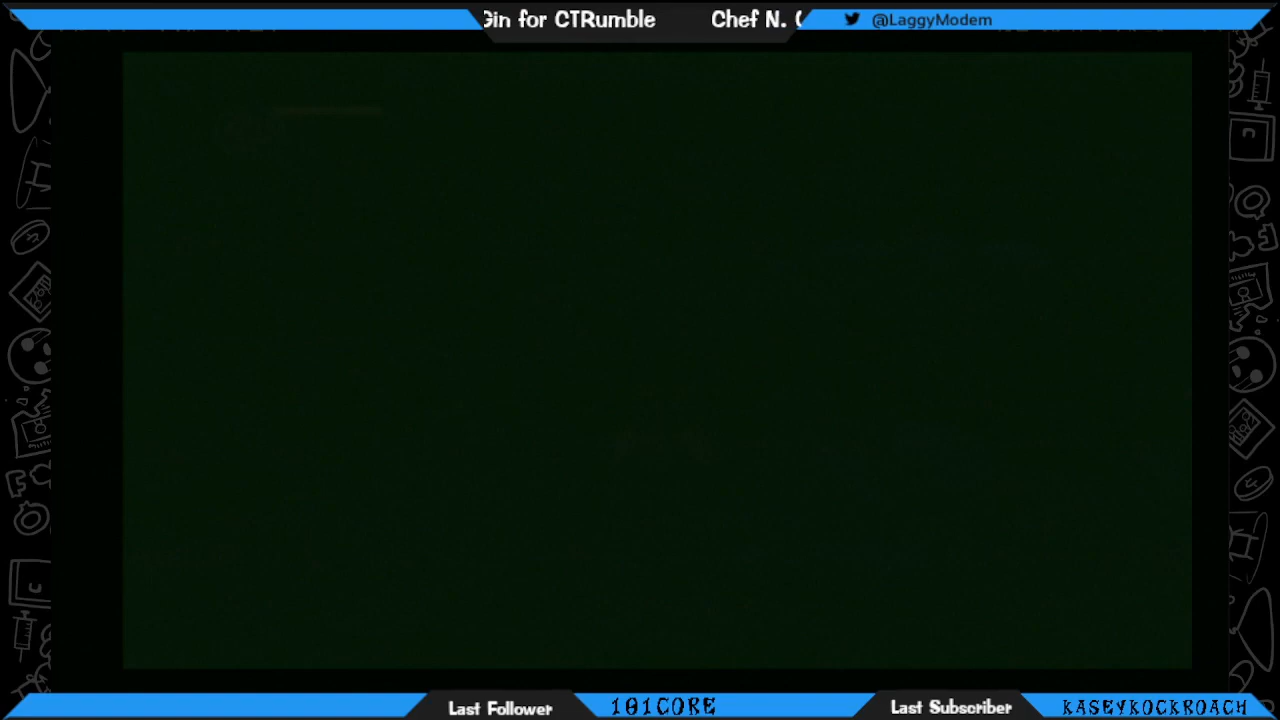 Gin for CTRumble Chef N.
@LaggyModem
Last Follower 101CORE Last Subscriber KASEYKOCKROACH